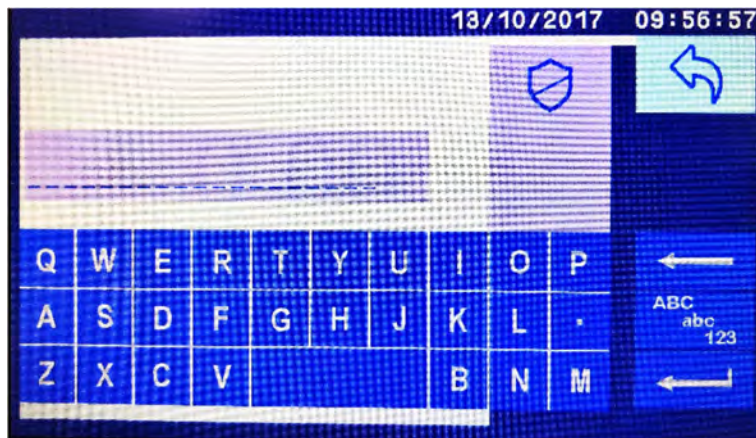 13/10/2017 09:56:57
Q W E R T Y U I O P
A S D F G H J K L .
ABC
abc
123
Z X C V B N M